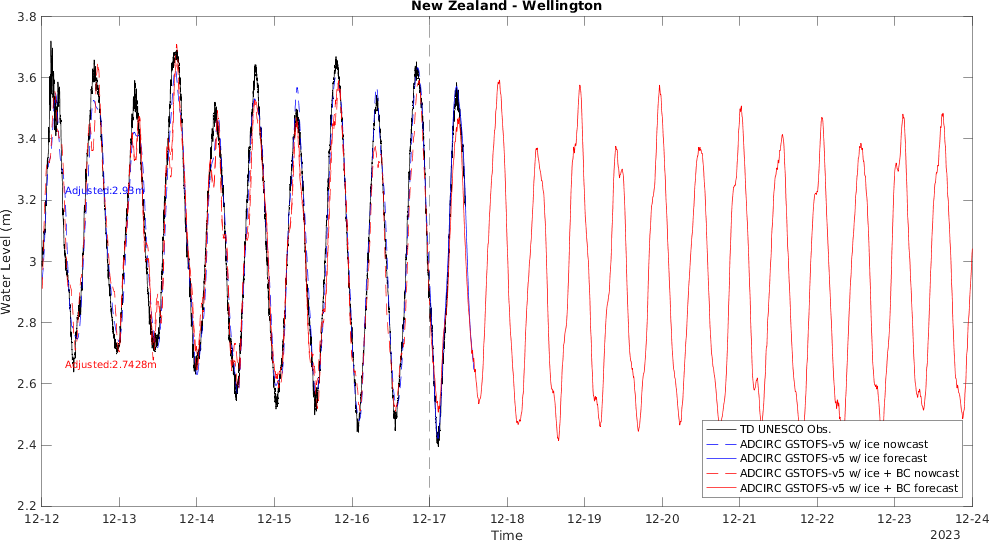 New Zealand - Wellington
3.8
3.6
3.4
3.2
3
2.8
2.6
2.4
2.2
Water Level (m)
Adjusted:2.93m
Adjusted:2.7428m
TD UNESCO Obs.
ADCIRC GSTOFS-v5 w/ ice nowcast
ADCIRC GSTOFS-v5 w/ ice forecast
ADCIRC GSTOFS-v5 w/ ice + BC nowcast
ADCIRC GSTOFS-v5 w/ ice + BC forecast
12-12 12-13 12-14 12-15 12-16 12-17 12-18 12-19 12-20 12-21 12-22 12-23 12-24
Time
2023